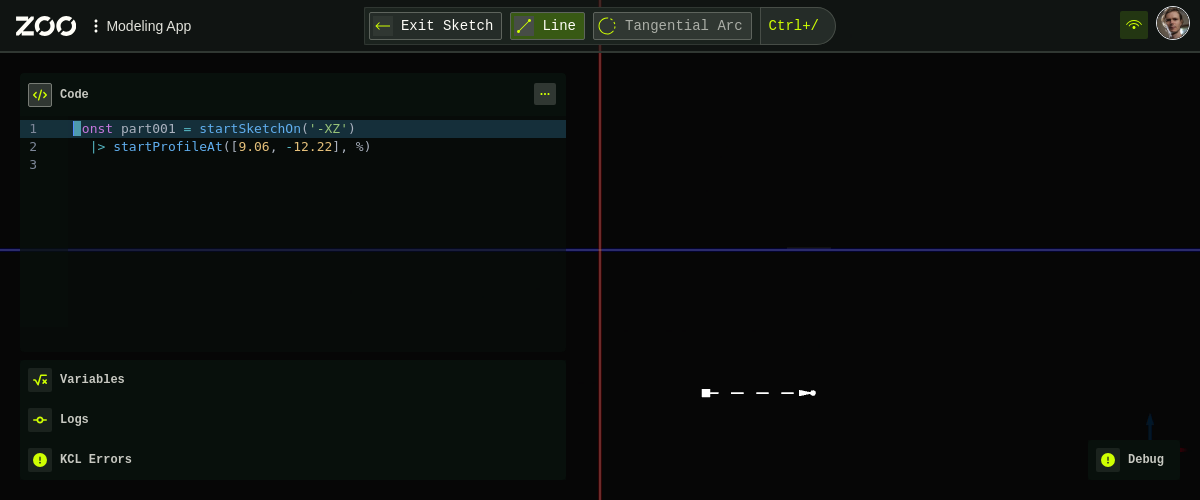 ZOO
Modeling App
Exit Sketch
Line
Tangential Arc
Ctrl+/
Code
1 const part001 = startSketchOn('-XZ')
2 |> startProfileAt([9.06, -12.22], %)
3
Variables
Logs
KCL Errors
Debug